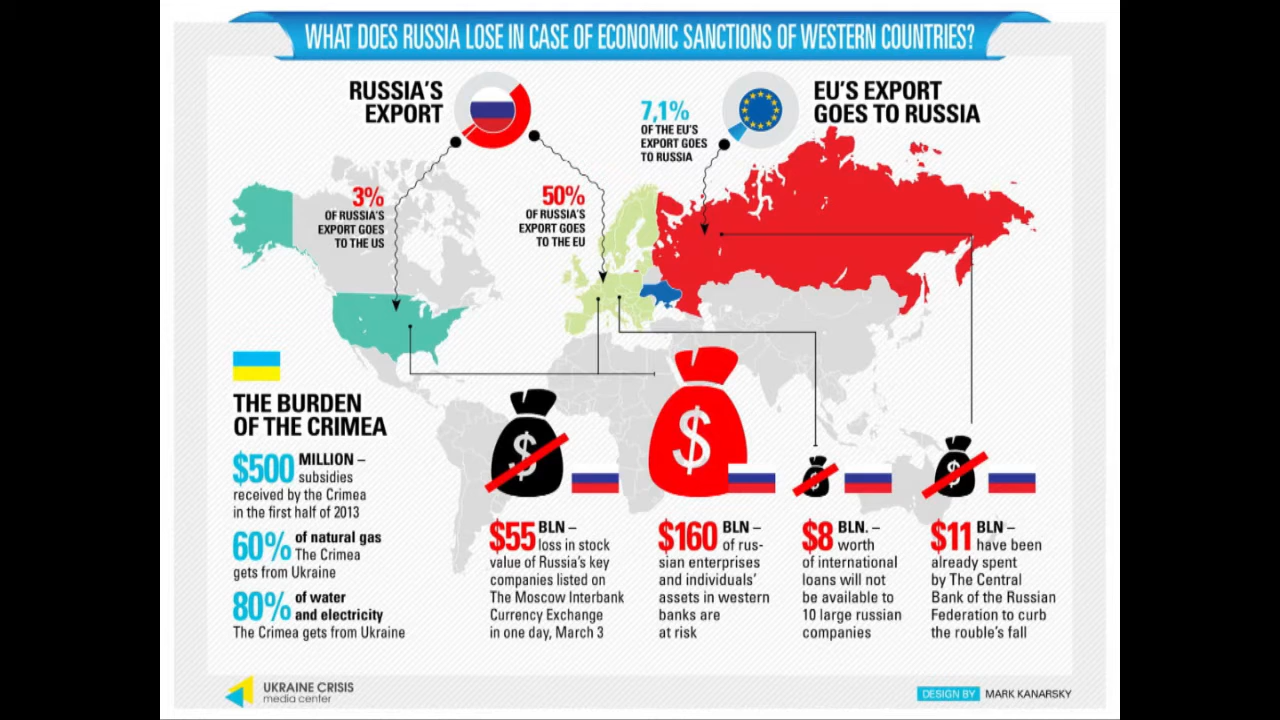 WHAT DOES RUSSIA LOSE IN CASE OF ECONOMIC SANCTIONS OF WESTERN COUNTRIES?
RUSSIA'S
EXPORT
3%
OF RUSSIA'S
EXPORT GOES
TO THE US
50%
OF RUSSIA'S
EXPORT GOES
TO THE EU
7,1%
OF THE EU'S
EXPORT GOES
TO RUSSIA
EU'S EXPORT
GOES TO RUSSIA
THE BURDEN
OF THE CRIMEA
$500 MILLION –
subsidies
received by the Crimea
in the first half of 2013
60% of natural gas
The Crimea
gets from Ukraine
80% of water
and electricity
The Crimea gets from Ukraine
$
$
$
$
$55 BLN –
loss in stock
value of Russia's key
companies listed on
The Moscow Interbank
Currency Exchange
in one day, March 3
$160 BLN –
of rus-
sian enterprises
and individuals'
assets in western
banks are
at risk
$8 BLN. –
worth
of international
loans will not
be available to
10 large russian
companies
$11 BLN –
have been
already spent
by The Central
Bank of the Russian
Federation to curb
the rouble's fall
UKRAINE CRISIS
media center
DESIGN BY MARK KANARSKY